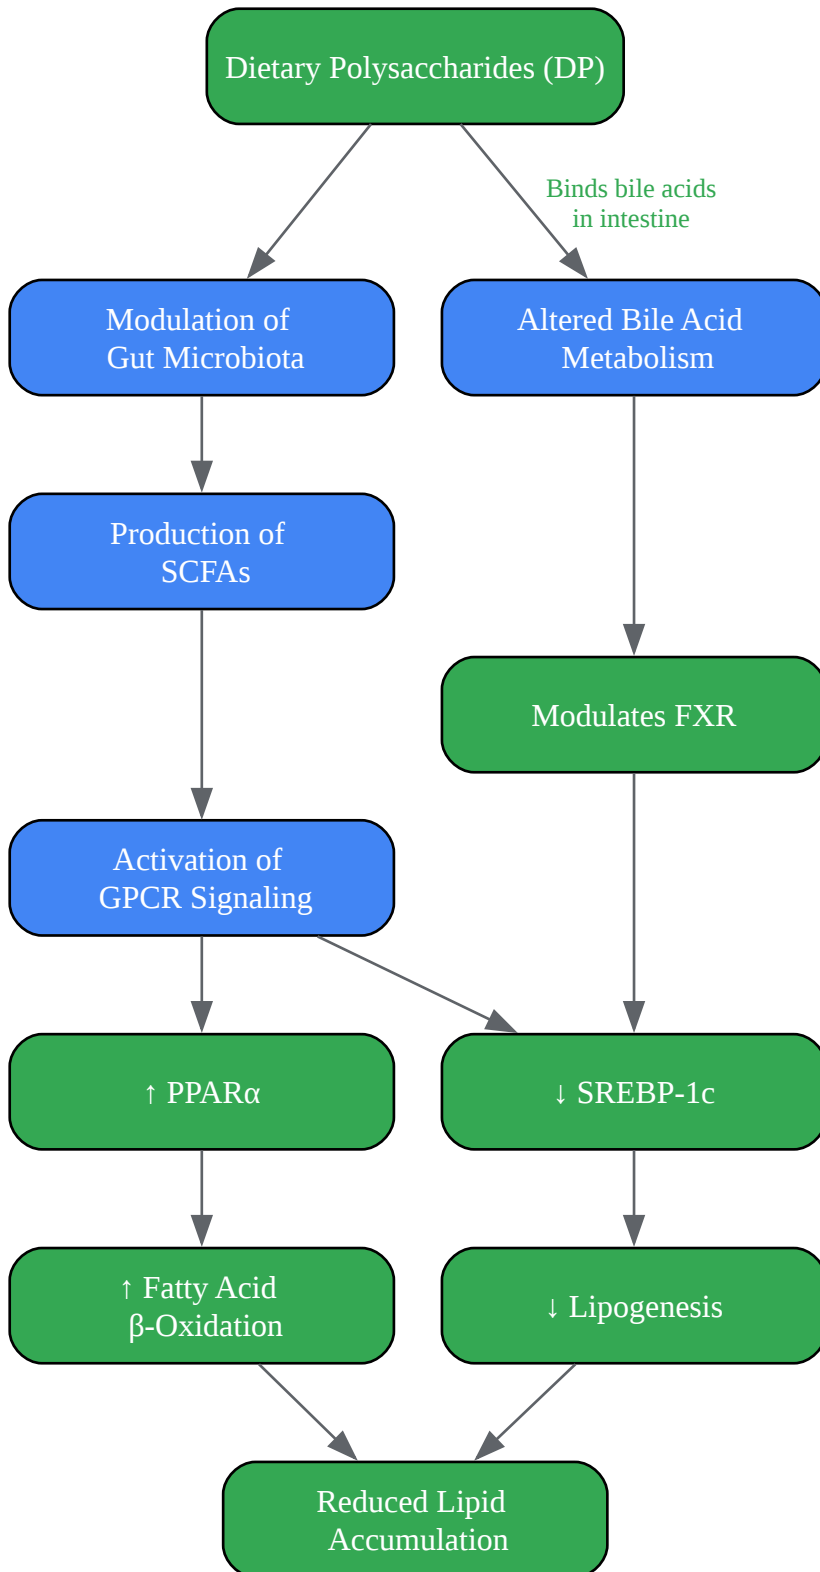 Dietary Polysaccharides (DP)
Binds bile acids
in intestine
Modulation of
Gut Microbiota
Altered Bile Acid
Metabolism
Production of
SCFAs
Modulates FXR
Activation of
GPCR Signaling
↑ PPARα
↓ SREBP-1c
↑ Fatty Acid
β-Oxidation
↓ Lipogenesis
Reduced Lipid
Accumulation